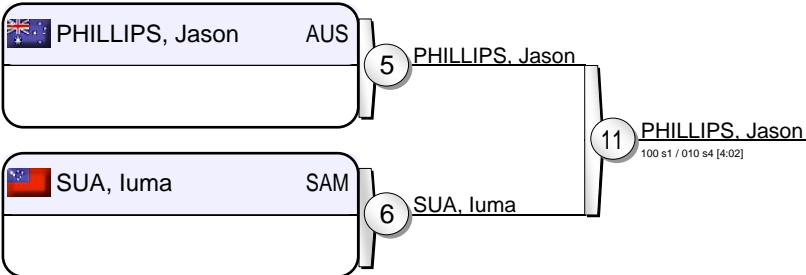 PHILLIPS, Jason AUS
5
PHILLIPS, Jason
11
PHILLIPS, Jason
100 s1 / 010 s4 [4:02]
SUA, Iuma SAM
6
SUA, Iuma